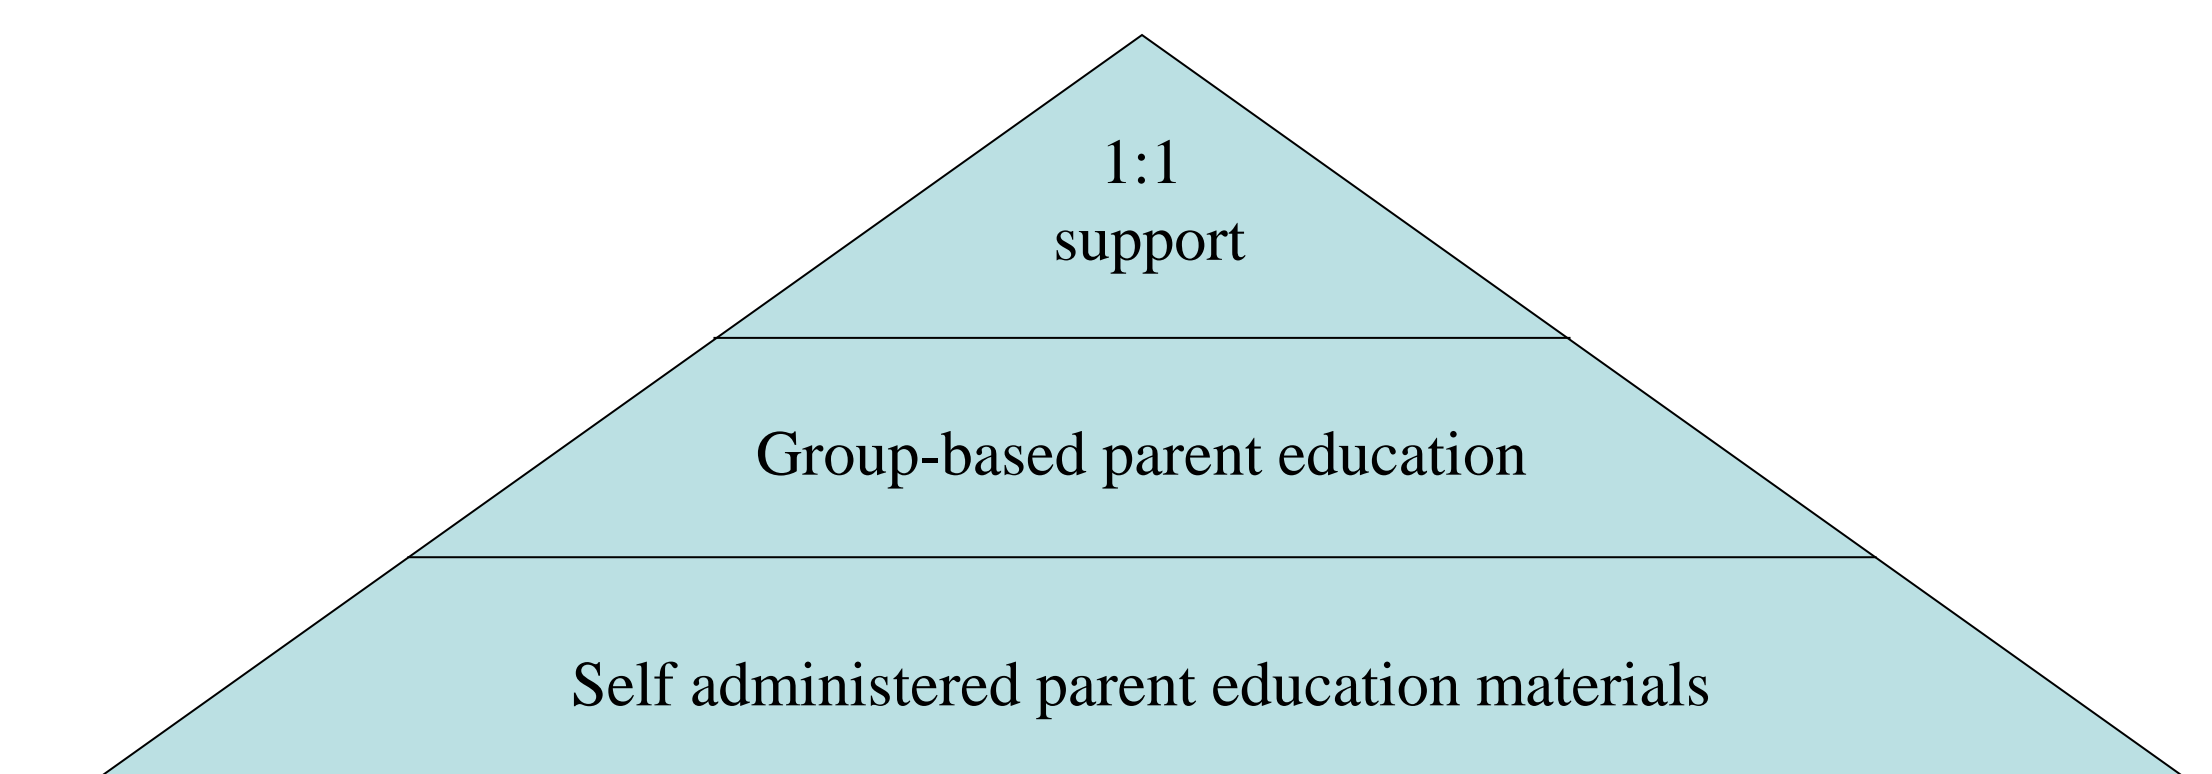 1:1
support
Group-based parent education
Self administered parent education materials